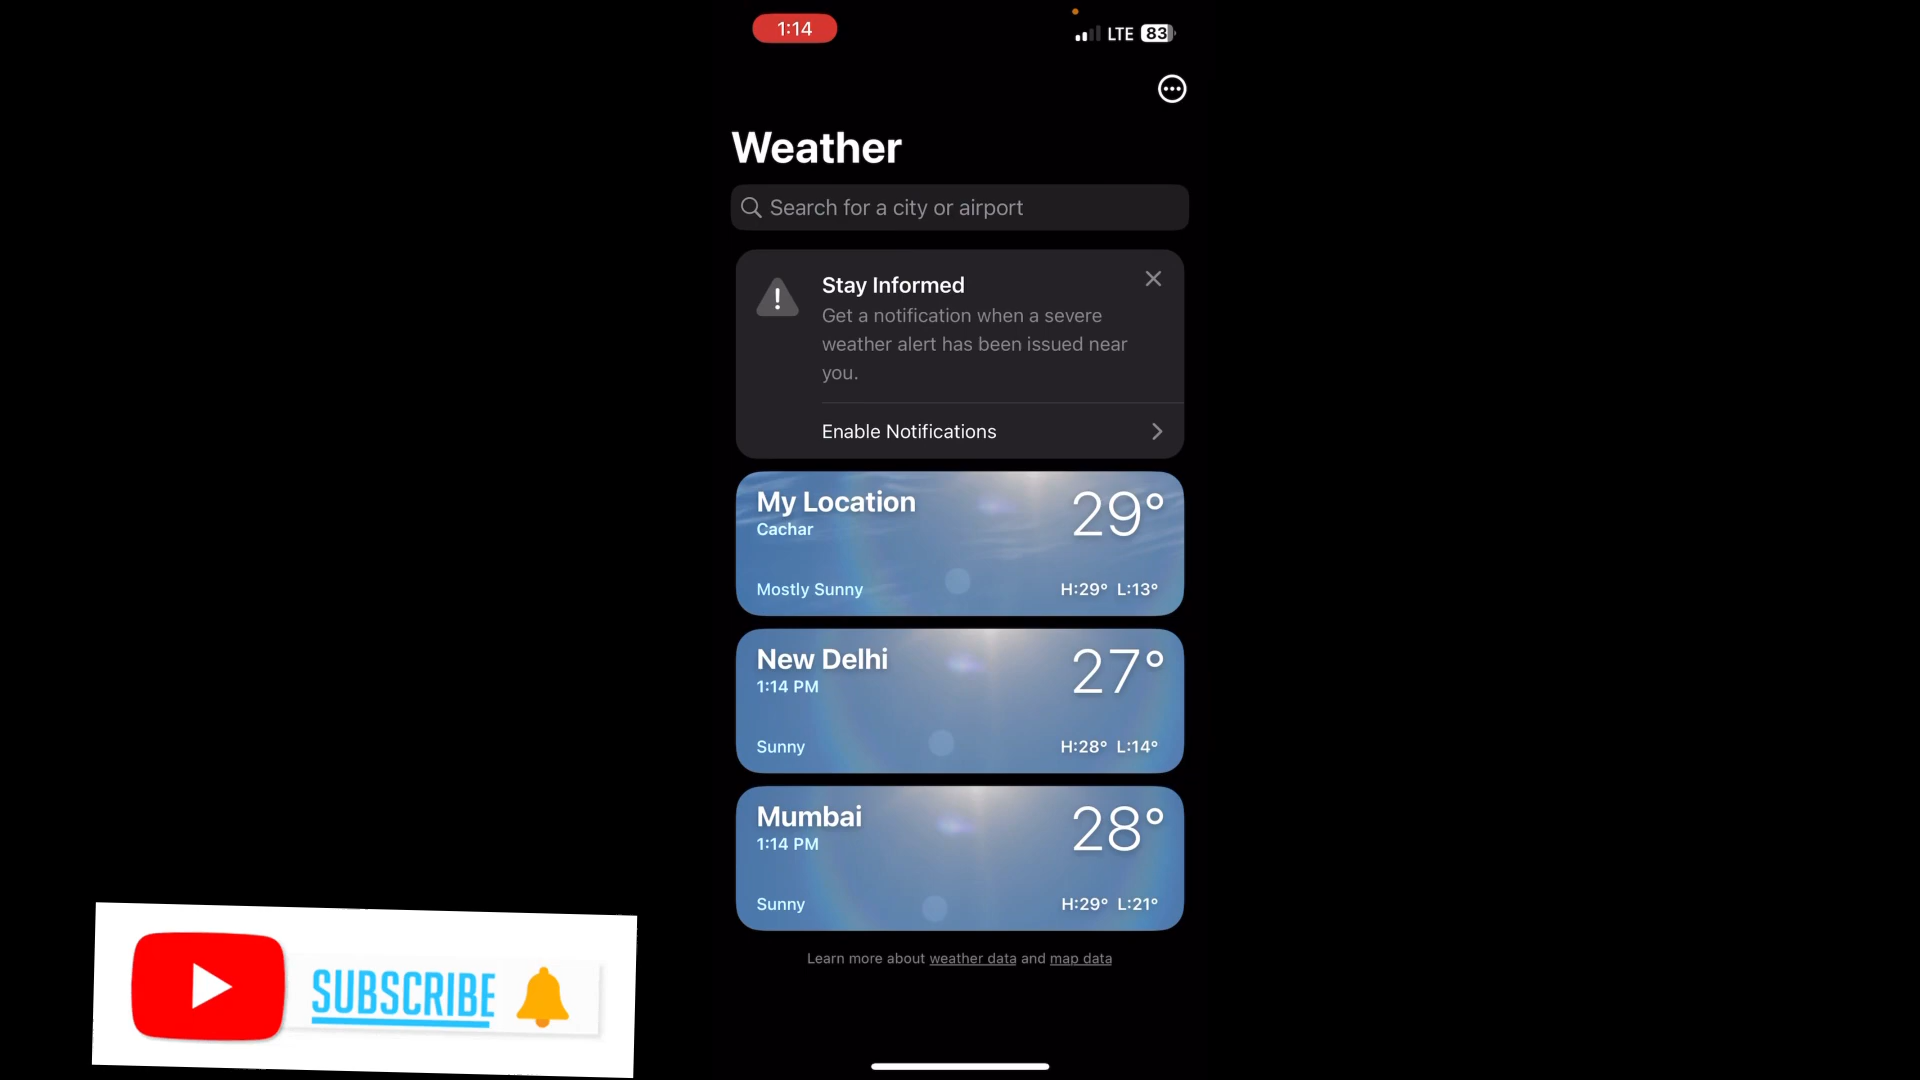 1:14
LTE 83
Weather
Search for a city or airport
Stay Informed
Get a notification when a severe
weather alert has been issued near
you.
Enable Notifications
My Location
29°
Cachar
Mostly Sunny
H:29° L:13°
New Delhi
27°
1:14 PM
Sunny
H:28° L:14°
Mumbai
28°
1:14 PM
Sunny
H:29° L:21°
Learn more about weather data and map data
SUBSCRIBE